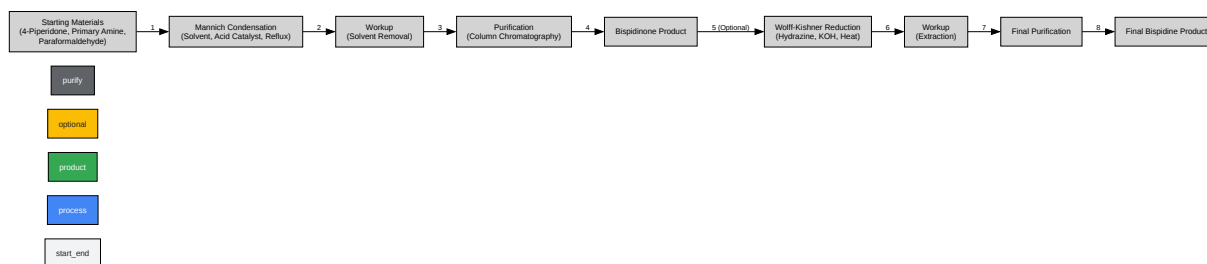 Starting Materials
(4-Piperidone, Primary Amine,
Paraformaldehyde)
1
Mannich Condensation
(Solvent, Acid Catalyst, Reflux)
2
Workup
(Solvent Removal)
3
Purification
(Column Chromatography)
4
Bispidinone Product
5 (Optional)
Wolff-Kishner Reduction
(Hydrazine, KOH, Heat)
6
Workup
(Extraction)
7
Final Purification
8
Final Bispidine Product
purify
optional
product
process
start_end